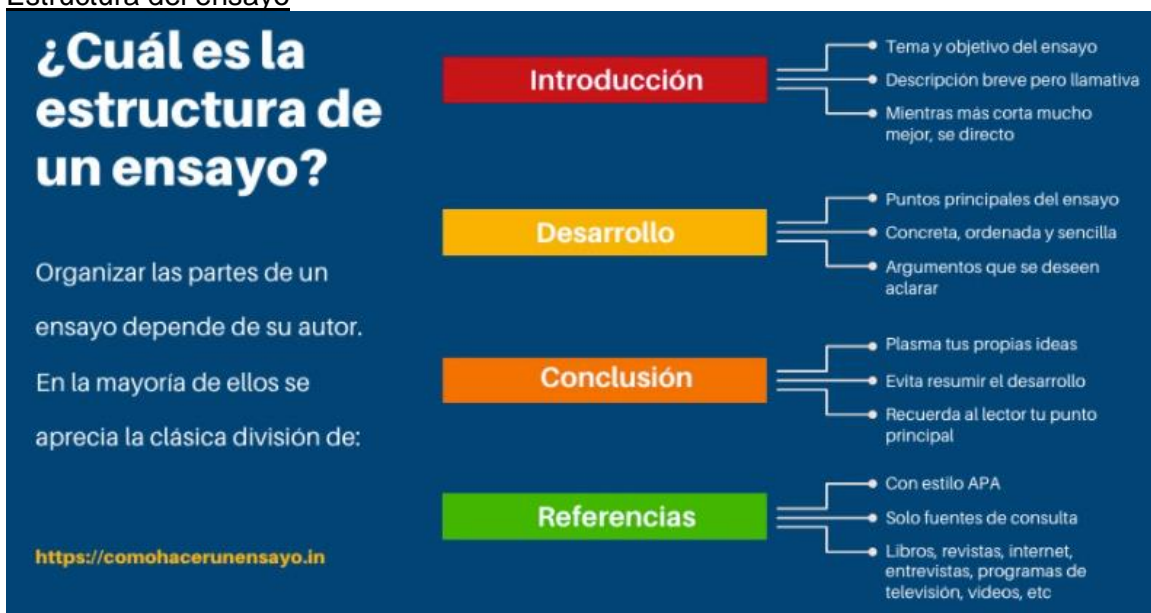 Estructura del ensayo
¿Cuál es la
estructura de
un ensayo?
Organizar las partes de un
ensayo depende de su autor.
En la mayoría de ellos se
aprecia la clásica división de:
https://comohacerunensayo.in
Introducción
Tema y objetivo del ensayo
Descripción breve pero llamativa
Mientras más corta mucho
mejor, se directo
Desarrollo
Puntos principales del ensayo
Concreta, ordenada y sencilla
Argumentos que se deseen
aclarar
Conclusión
Plasma tus propias ideas
Evita resumir el desarrollo
Recuerda al lector tu punto
principal
Referencias
Con estilo APA
Solo fuentes de consulta
Libros, revistas, internet,
entrevistas, programas de
televisión, videos, etc